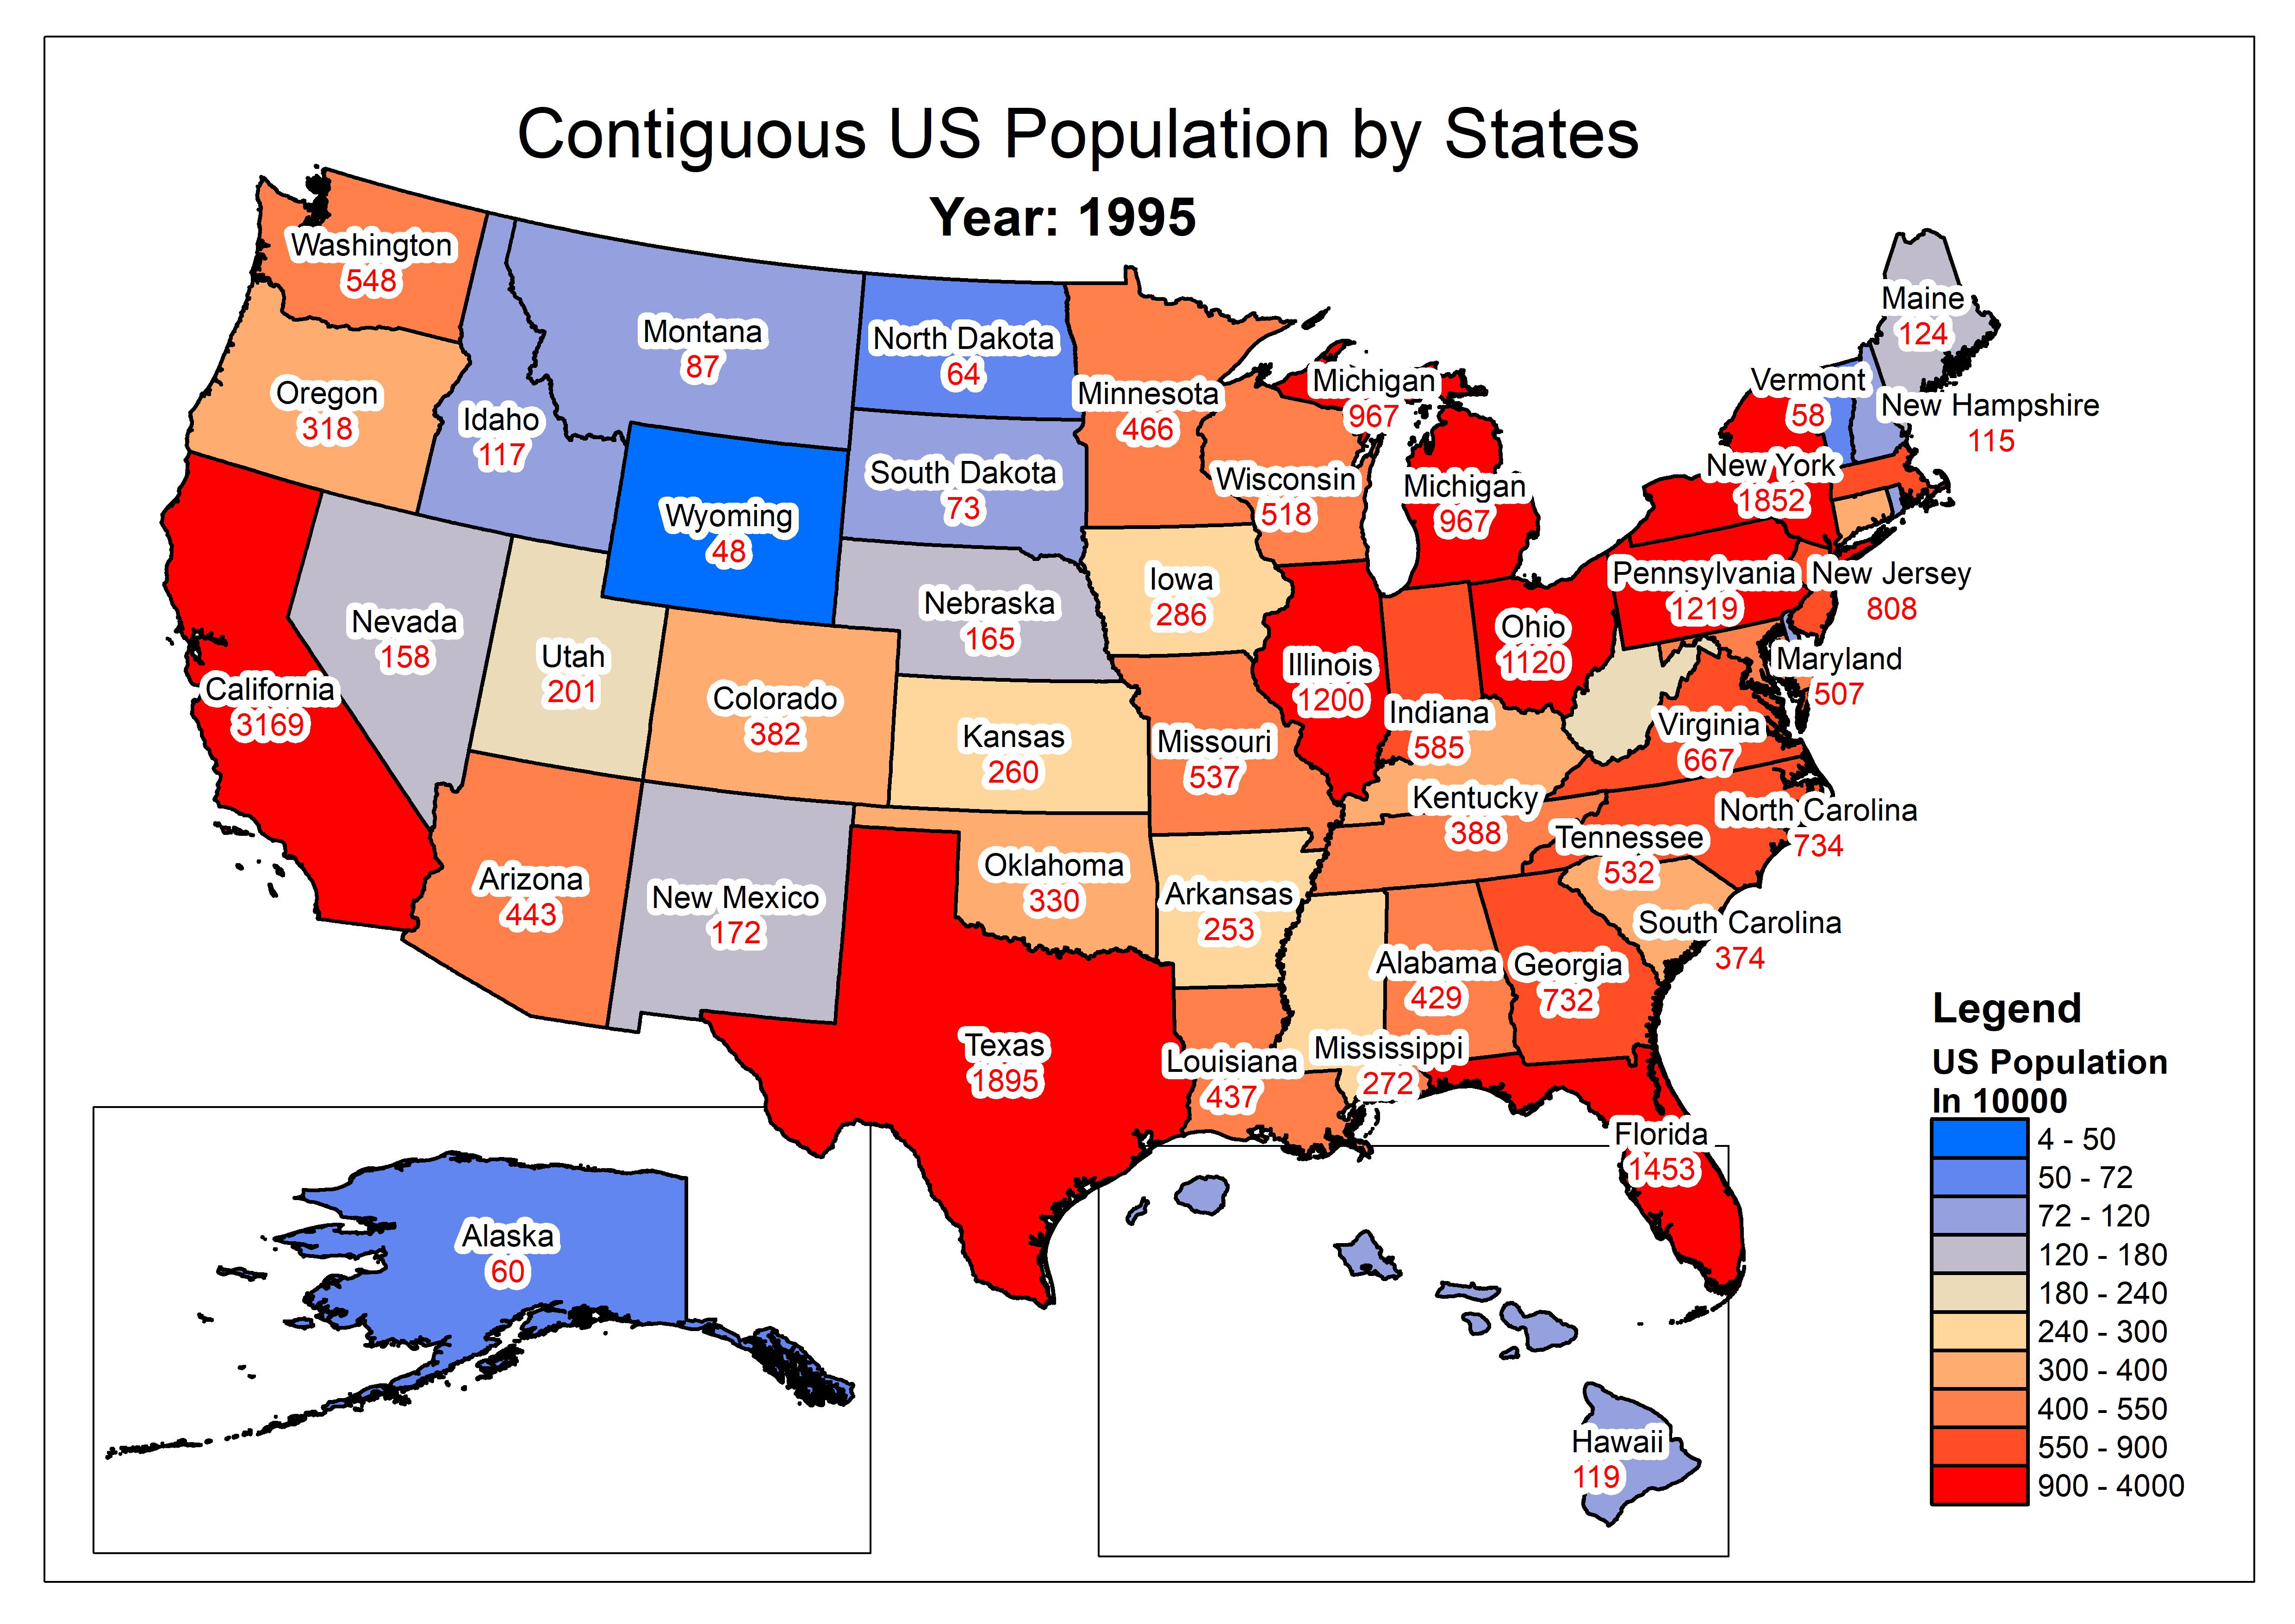 Contiguous US Population by States
Year: 1995
Washington
548
Oregon
318
Idaho
117
Montana
87
North Dakota
64
Minnesota
466
Michigan
967
Maine
124
Vermont
58
New Hampshire
115
South Dakota
73
Wisconsin
518
Michigan
967
New York
1852
Wyoming
48
Iowa
286
Pennsylvania
1219
New Jersey
808
Nebraska
165
Nevada
158
Utah
201
Ohio
1120
Illinois
1200
Maryland
507
California
3169
Colorado
382
Kansas
260
Missouri
537
Indiana
585
Virginia
667
Kentucky
388
North Carolina
734
Tennessee
532
Arizona
443
New Mexico
172
Oklahoma
330
Arkansas
253
South Carolina
374
Alabama
429
Georgia
732
Texas
1895
Louisiana
437
Mississippi
272
Florida
1453
Alaska
60
Hawaii
119
Legend
US Population
In 10000
4 - 50
50 - 72
72 - 120
120 - 180
180 - 240
240 - 300
300 - 400
400 - 550
550 - 900
900 - 4000